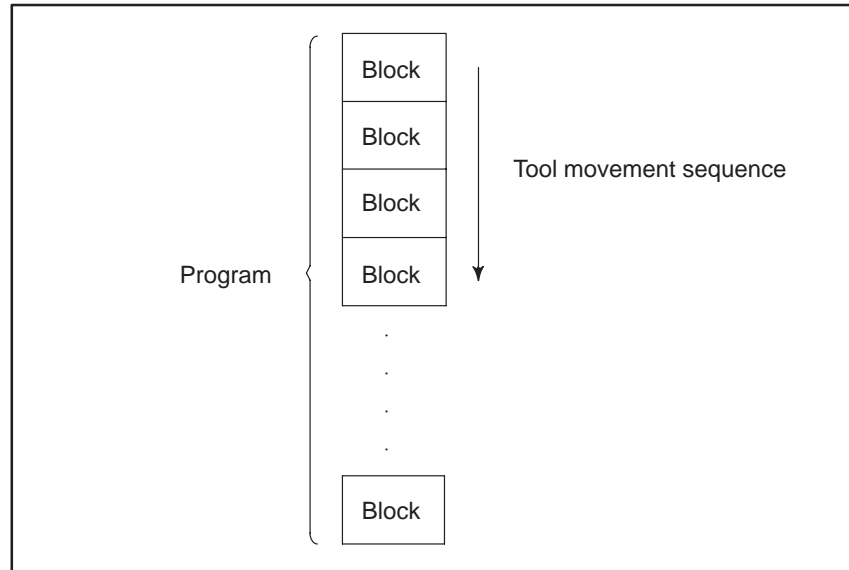 Block
Block
Tool movement sequence
Block
Program
Block
.
.
.
.
Block